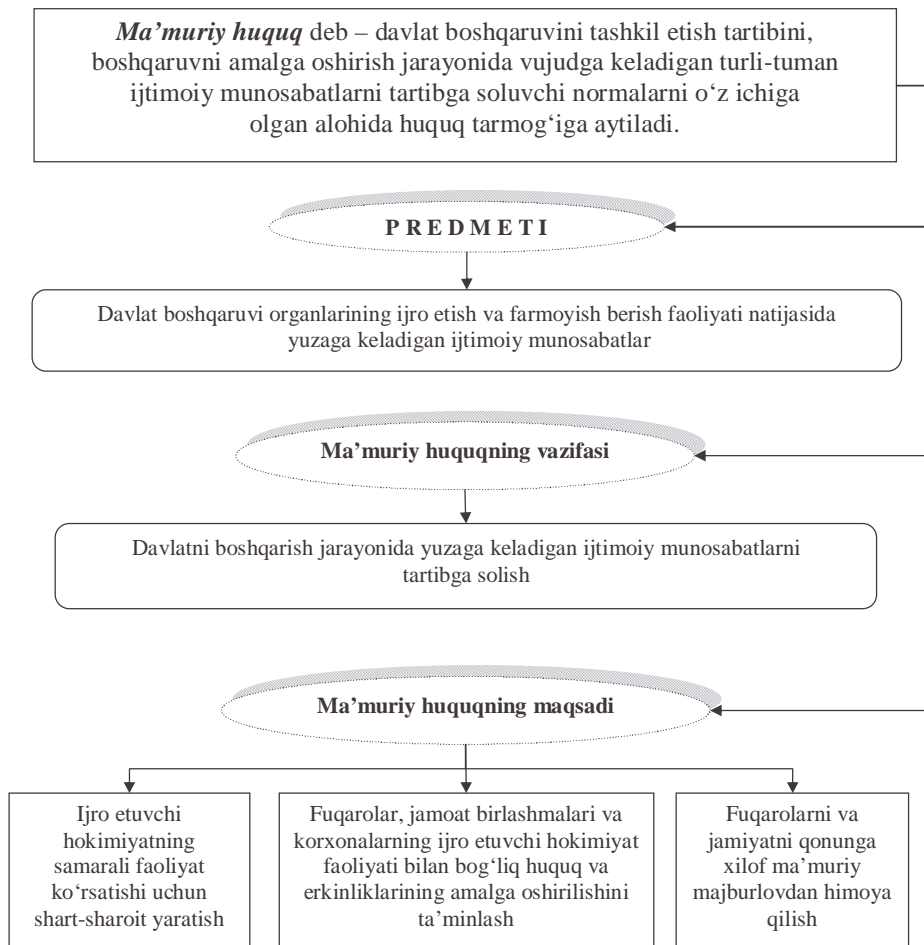 Ma’muriy huquq deb – davlat boshqaruvini tashkil etish tartibini,
boshqaruvni amalga oshirish jarayonida vujudga keladigan turli-tuman
ijtimoiy munosabatlarni tartibga soluvchi normalarni o‘z ichiga
olgan alohida huquq tarmog‘iga aytiladi.
P R E D M E T I
Davlat boshqaruvi organlarining ijro etish va farmoyish berish faoliyati natijasida
yuzaga keladigan ijtimoiy munosabatlar
Ma’muriy huquqning vazifasi
Davlatni boshqarish jarayonida yuzaga keladigan ijtimoiy munosabatlarni
tartibga solish
Ma’muriy huquqning maqsadi
Ijro etuvchi
hokimiyatning
samarali faoliyat
ko‘rsatishi uchun
shart-sharoit yaratish
Fuqarolar, jamoat birlashmalari va
korxonalarning ijro etuvchi hokimiyat
faoliyati bilan bog‘liq huquq va
erkinliklarining amalga oshirilishini
ta’minlash
Fuqarolarni va
jamiyatni qonunga
xilof ma’muriy
majburlovdan himoya
qilish